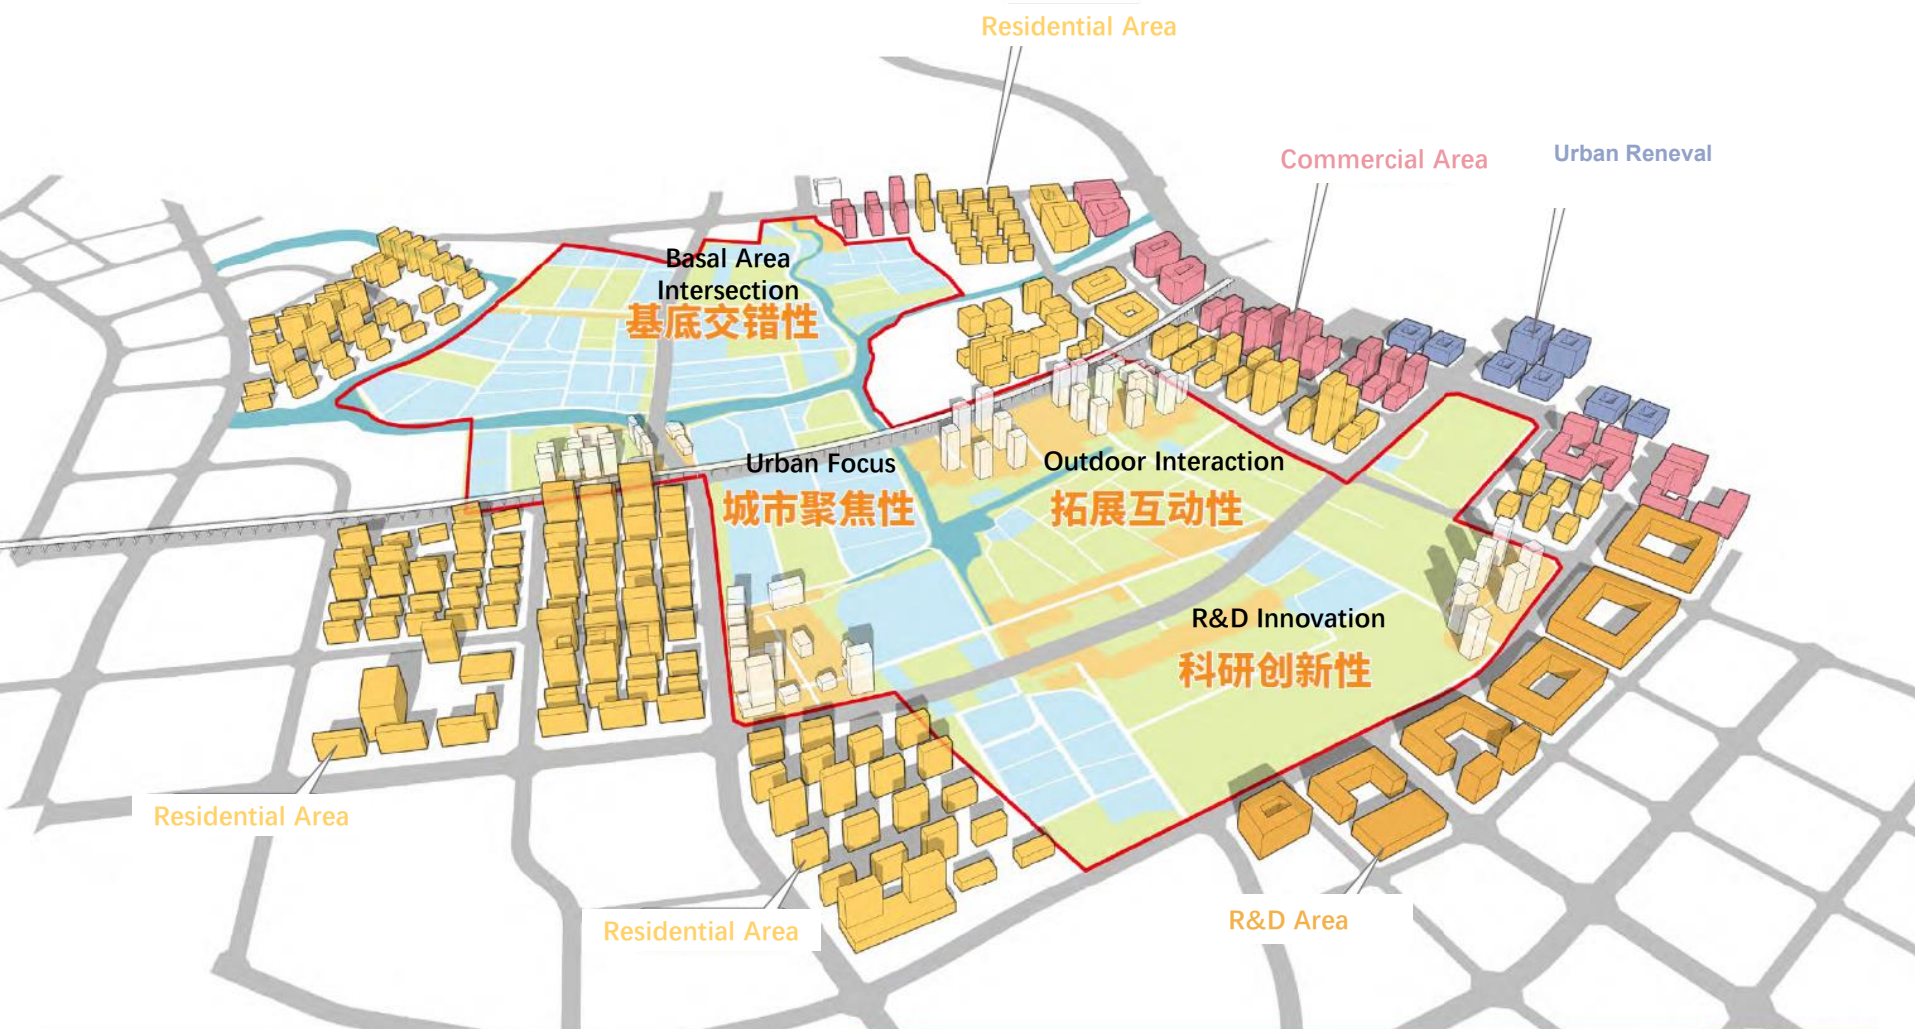 Residential Area
Commercial Area
Urban Reneval
Basal Area
Intersection
基底交错性
Urban Focus
城市聚焦性
Outdoor Interaction
拓展互动性
R&D Innovation
科研创新性
Residential Area
Residential Area
R&D Area